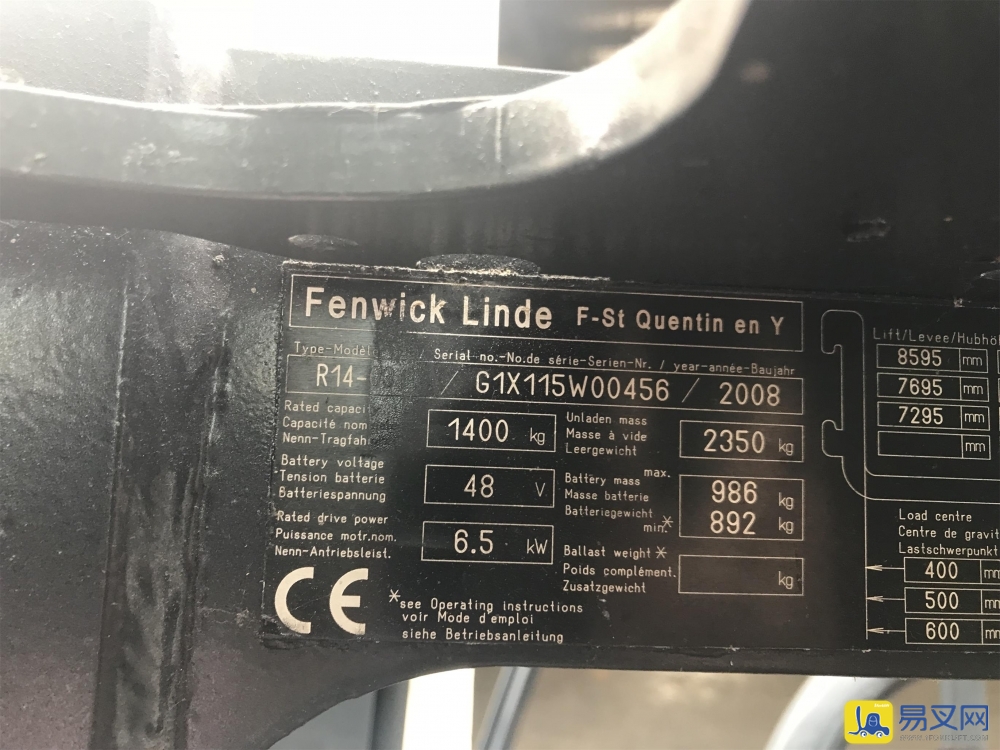 Fenwick Linde F-St Quentin en Y
Type-Modèl / Serial no.-No.de série-Serien-Nr. / year-année-Baujahr
R14- / G1X115W00456 / 2008
Rated capaci
Capacité nom
Nenn-Tragfah
1400 kg
Unladen mass
Masse à vide
Leergewicht
2350 kg
Battery voltage
Tension batterie
Batteriespannung
48 V
Battery mass max.
Masse batterie
Batteriegewicht min.*
986 kg
892 kg
Rated drive power
Puissance motr.nom.
Nenn-Antriebsleist.
6.5 kW
Ballast weight *
Poids complément.
Zusatzgewicht
kg
CE
*see Operating instructions
voir Mode d'emploi
siehe Betriebsanleitung
Lift/Levee/Hubhö
8595 mm
7695 mm
7295 mm
mm
Load centre
Centre de gravit
Lastschwerpunkt
400 mm
500 mm
600 mm
易叉网